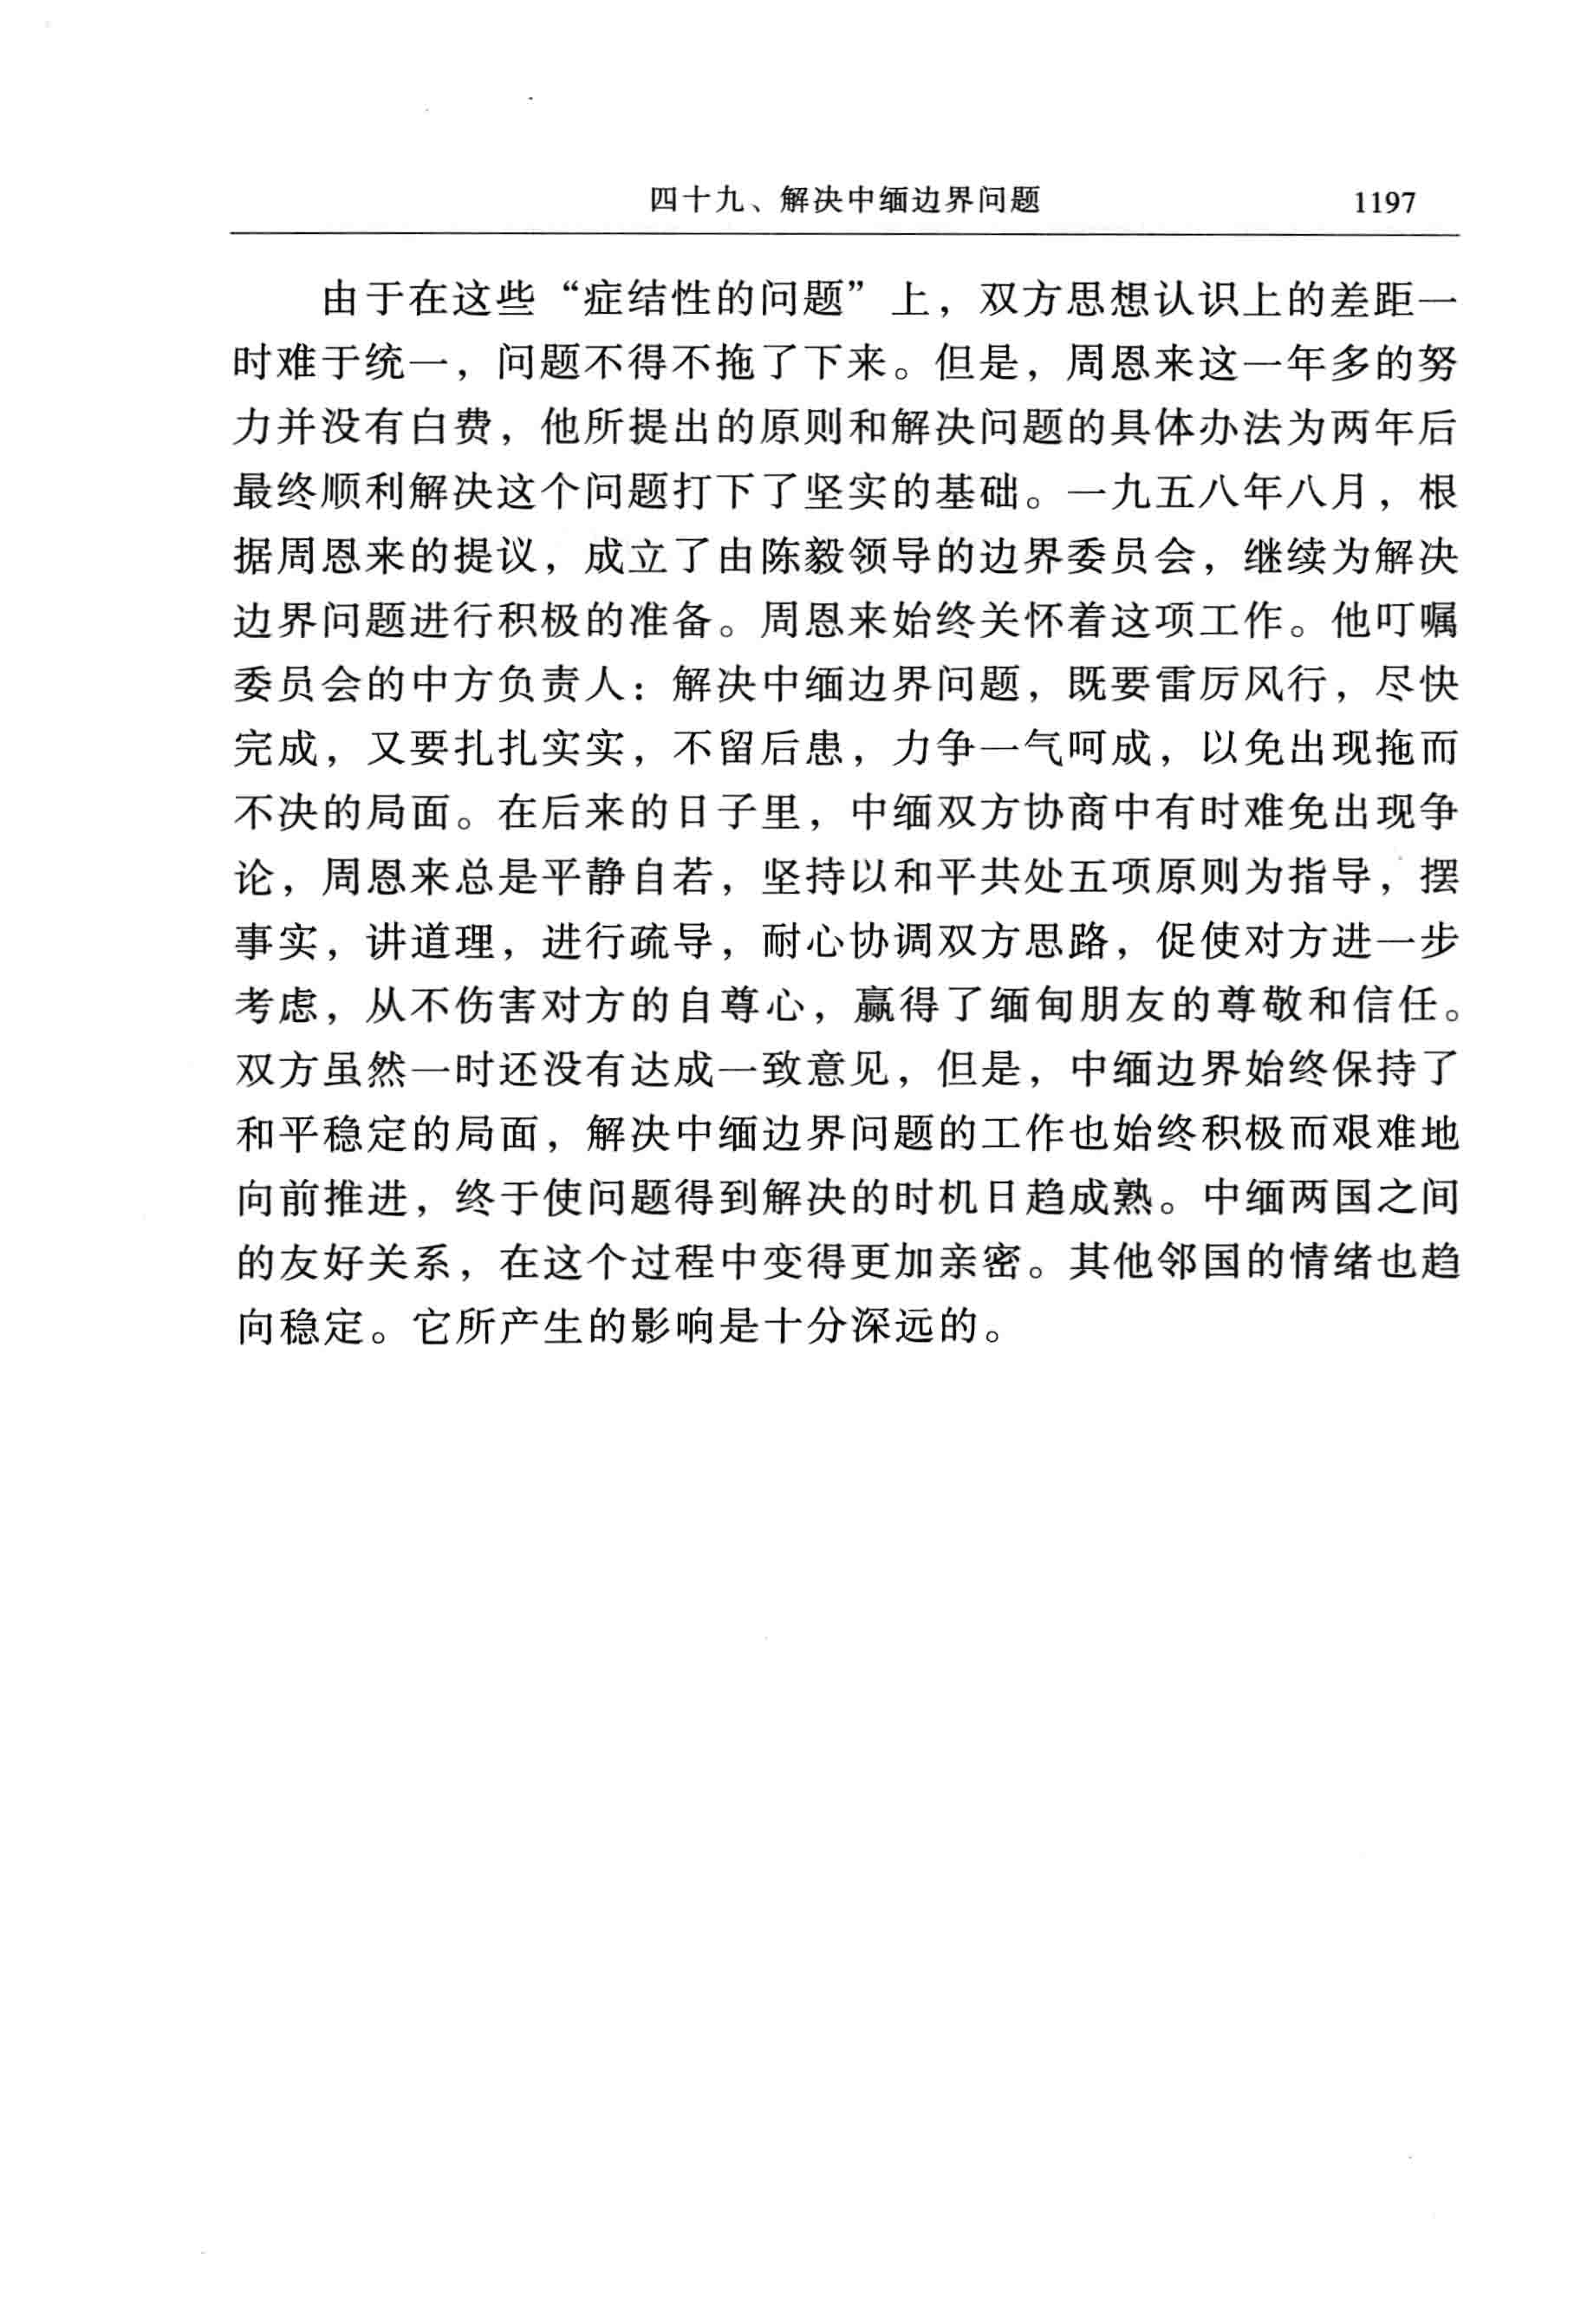 四十九、解决中缅边界问题 1197
由于在这些“症结性的问题”上，双方思想认识上的差距一
时难于统一，问题不得不拖了下来。但是，周恩来这一年多的努
力并没有白费，他所提出的原则和解决问题的具体办法为两年后
最终顺利解决这个问题打下了坚实的基础。一九五八年八月，根
据周恩来的提议，成立了由陈毅领导的边界委员会，继续为解决
边界问题进行积极的准备。周恩来始终关怀着这项工作。他叮嘱
委员会的中方负责人：解决中缅边界问题，既要雷厉风行，尽快
完成，又要扎扎实实，不留后患，力争一气呵成，以免出现拖而
不决的局面。在后来的日子里，中缅双方协商中有时难免出现争
论，周恩来总是平静自若，坚持以和平共处五项原则为指导，摆
事实，讲道理，进行疏导，耐心协调双方思路，促使对方进一步
考虑，从不伤害对方的自尊心，赢得了缅甸朋友的尊敬和信任。
双方虽然一时还没有达成一致意见，但是，中缅边界始终保持了
和平稳定的局面，解决中缅边界问题的工作也始终积极而艰难地
向前推进，终于使问题得到解决的时机日趋成熟。中缅两国之间
的友好关系，在这个过程中变得更加亲密。其他邻国的情绪也趋
向稳定。它所产生的影响是十分深远的。